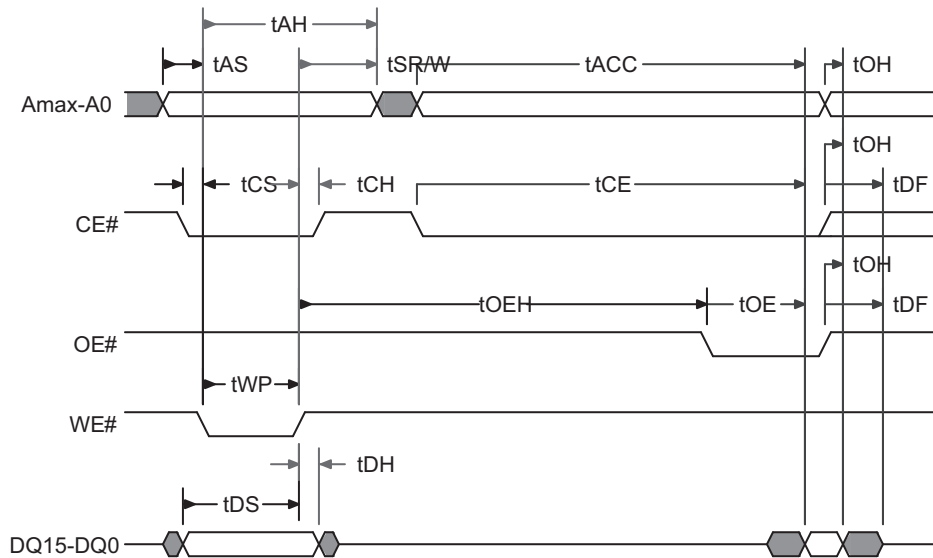 tAH
tAS
tSR/W
tACC
tOH
Amax-A0
tOH
tCS
tCH
tCE
tDF
CE#
tOH
tOEH
tOE
tDF
OE#
tWP
WE#
tDH
tDS
DQ15-DQ0